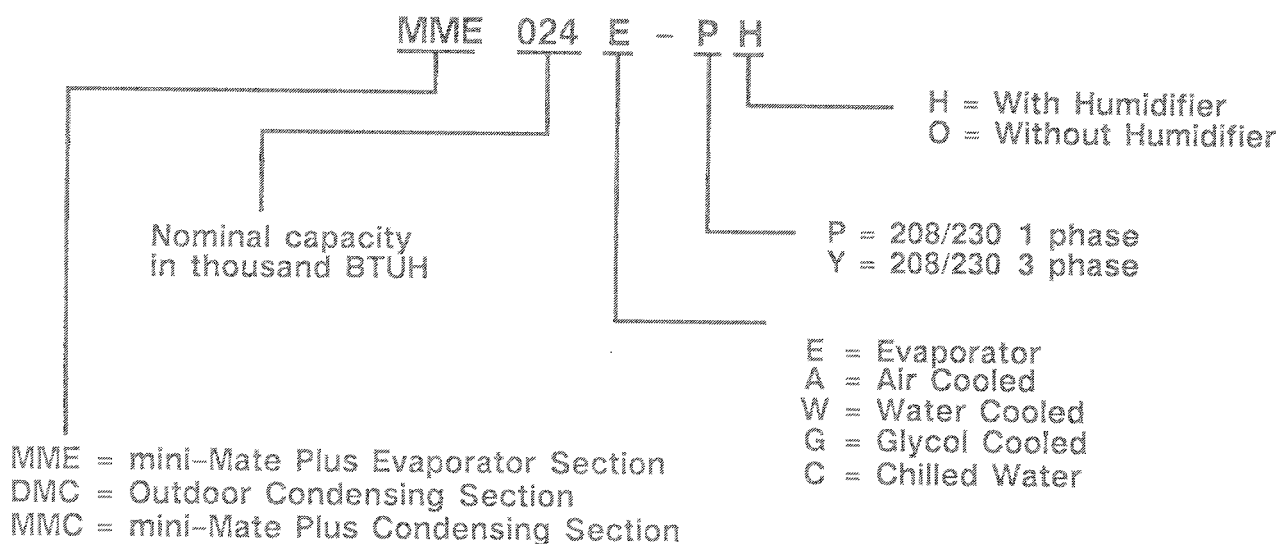 MME 024 E - P H
H = With Humidifier
O = Without Humidifier
Nominal capacity
in thousand BTUH
P = 208/230 1 phase
Y = 208/230 3 phase
E = Evaporator
A = Air Cooled
W = Water Cooled
G = Glycol Cooled
C = Chilled Water
MME = mini-Mate Plus Evaporator Section
DMC = Outdoor Condensing Section
MMC = mini-Mate Plus Condensing Section